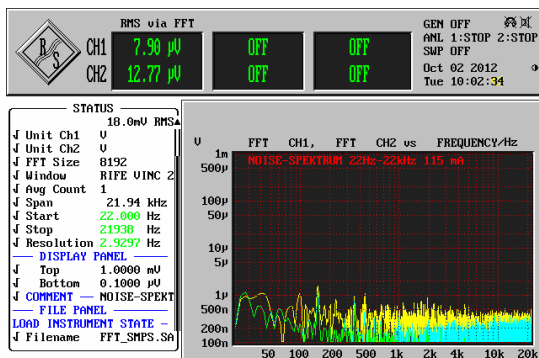 RMS via FFT
CH1 7.90 µV OFF OFF
CH2 12.77 µV OFF OFF
GEN OFF
ANL 1:STOP 2:STOP
SWP OFF
Oct 02 2012
Tue 10:02:34
R S
STATUS
18.0mV RMS
Unit Ch1 V
Unit Ch2 V
FFT Size 8192
Window RIFE VINC 2
Avg Count 1
Span 21.94 kHz
Start 22.000 Hz
Stop 21938 Hz
Resolution 2.9297 Hz
DISPLAY PANEL
Top 1.0000 mV
Bottom 0.1000 µV
COMMENT NOISE-SPEKT
FILE PANEL
LOAD INSTRUMENT STATE
Filename FFT_SMPS.SA
V FFT CH1, FFT CH2 vs FREQUENCY/Hz
NOISE-SPEKTRUM 22Hz-22kHz 115 mA
1m
500µ
100µ
50µ
10µ
5µ
1µ
500n
200n
100n
50 100 200 500 1k 2k 4k 10k 20k